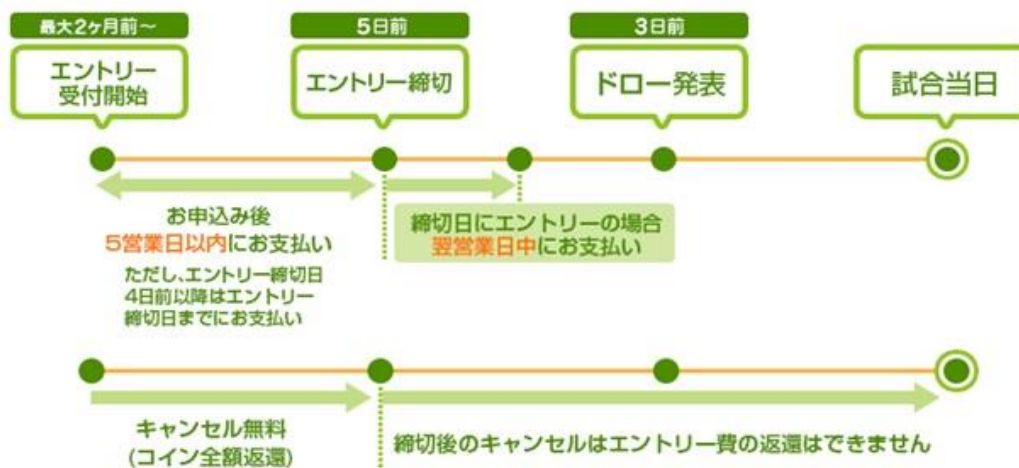 最大2ヶ月前～
5日前
3日前
エントリー
受付開始
エントリー締切
ドロー発表
試合当日
お申込み後
5営業日以内にお支払い
ただし、エントリー締切日
4日前以降はエントリー
締切日までにお支払い
締切日にエントリーの場合
翌営業日中にお支払い
キャンセル無料
(コイン全額返還)
締切後のキャンセルはエントリー費の返還はできません